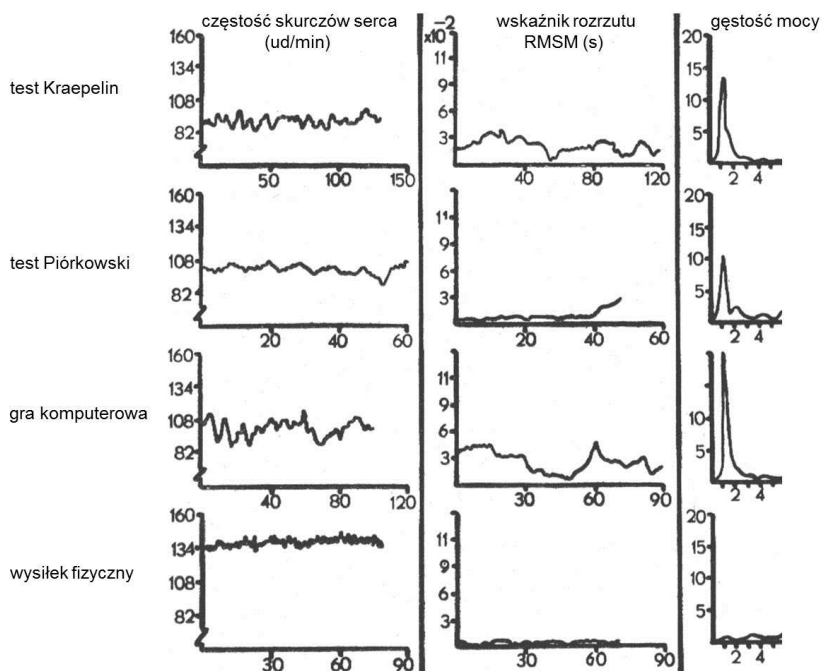 częstość skurczów serca
(ud/min)
wskaźnik rozrzutu
RMSM (s)
gęstość mocy
test Kraepelin
160
134
108
82
50 100 150
x10 -2
11
9
6
3
40 80 120
20
15
10
5
2 4
test Piórkowski
160
134
108
82
20 40 60
11
9
6
3
20 40 60
20
15
10
5
2 4
gra komputerowa
160
134
108
82
40 80 120
11
9
6
3
30 60 90
10
5
2 4
wysiłek fizyczny
160
134
108
82
30 60 90
11
9
6
3
30 60 90
20
15
10
5
2 4